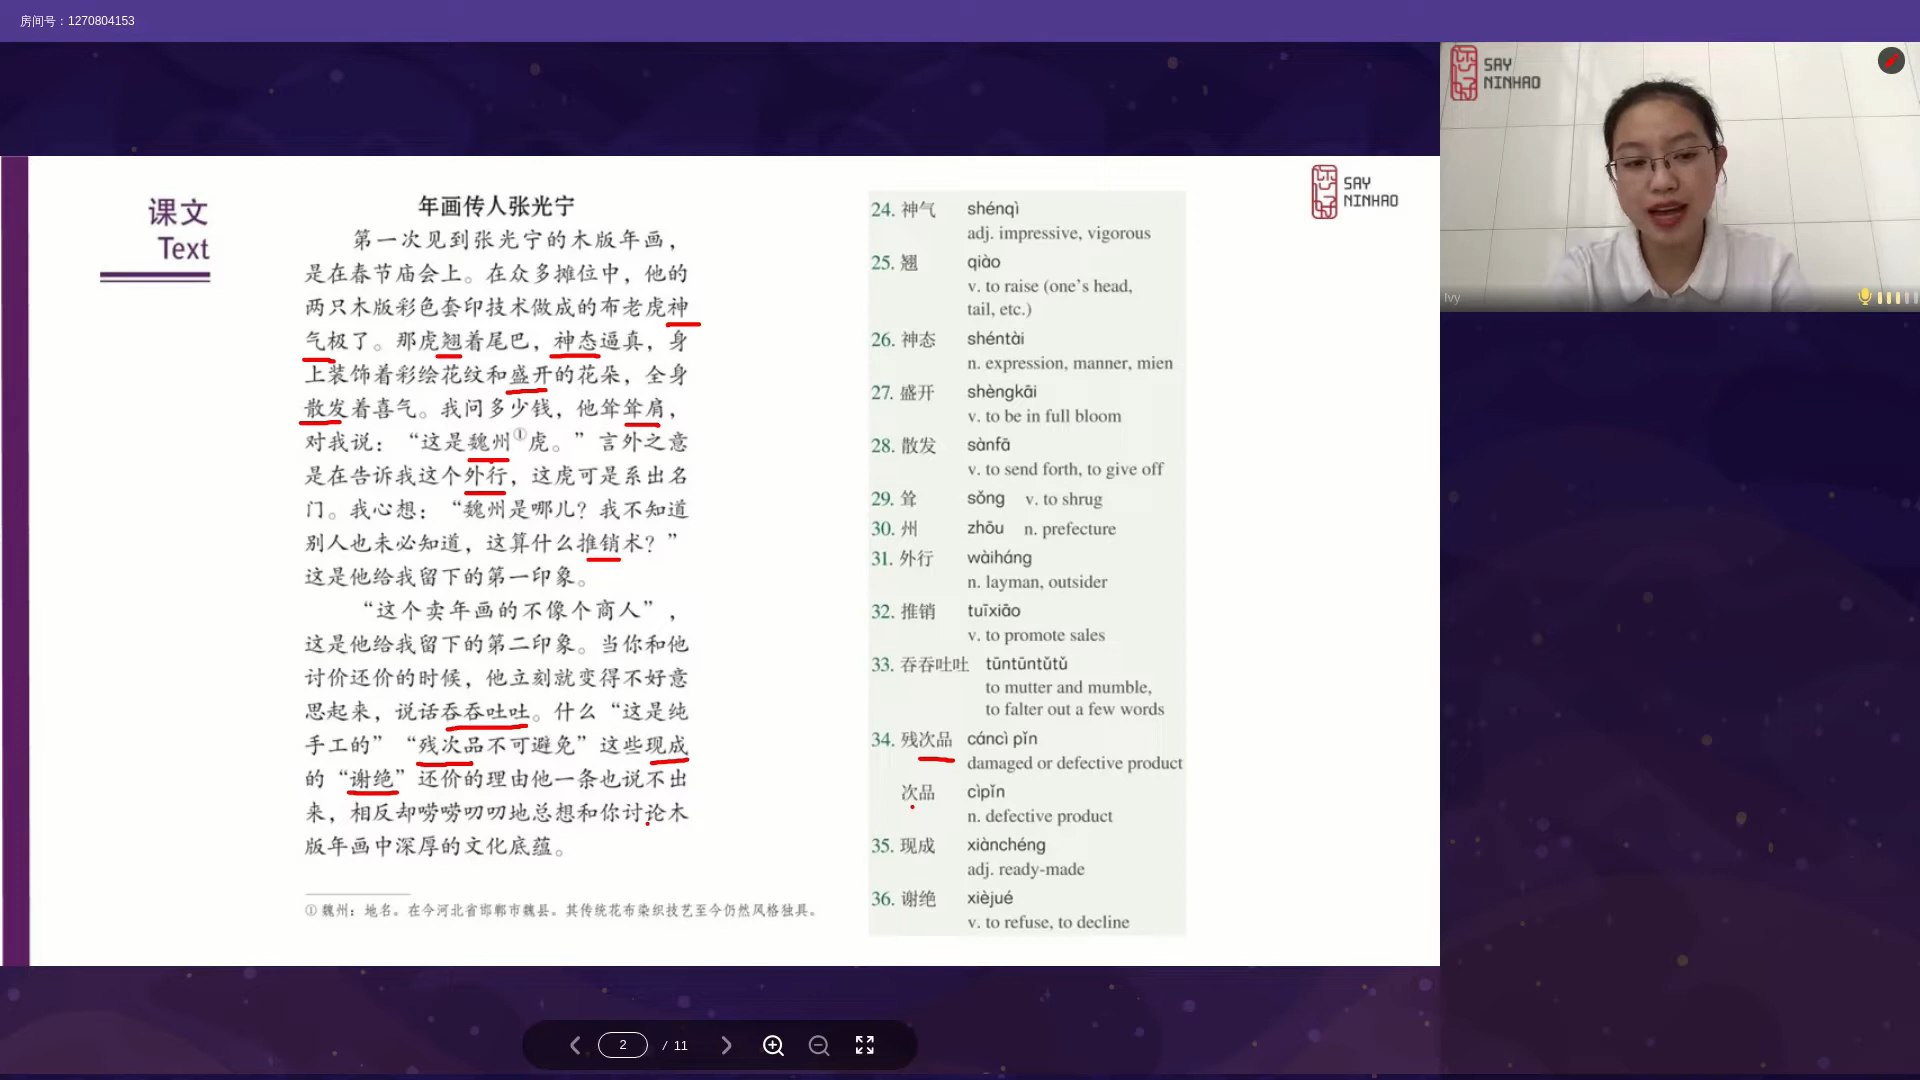 房间号：1270804153
SAY
NINHAO
Ivy
课文
Text
年画传人张光宁
第一次见到张光宁的木版年画，
是在春节庙会上。在众多摊位中，他的
两只木版彩色套印技术做成的布老虎神
气极了。那虎翘着尾巴，神态逼真，身
上装饰着彩绘花纹和盛开的花朵，全身
散发着喜气。我问多少钱，他耸耸肩，
对我说：“这是魏州①虎。”言外之意
是在告诉我这个外行，这虎可是系出名
门。我心想：“魏州是哪儿？我不知道
别人也未必知道，这算什么推销术？”
这是他给我留下的第一印象。
“这个卖年画的不像个商人”，
这是他给我留下的第二印象。当你和他
讨价还价的时候，他立刻就变得不好意
思起来，说话吞吞吐吐。什么“这是纯
手工的”“残次品不可避免”这些现成
的“谢绝”还价的理由他一条也说不出
来，相反却唠唠叨叨地总想和你讨论木
版年画中深厚的文化底蕴。
① 魏州：地名。在今河北省邯郸市魏县。其传统花布染织技艺至今仍然风格独具。
24. 神气 shénqì
adj. impressive, vigorous
25. 翘 qiào
v. to raise (one's head,
tail, etc.)
26. 神态 shéntài
n. expression, manner, mien
27. 盛开 shèngkāi
v. to be in full bloom
28. 散发 sànfā
v. to send forth, to give off
29. 耸 sǒng v. to shrug
30. 州 zhōu n. prefecture
31. 外行 wàiháng
n. layman, outsider
32. 推销 tuīxiāo
v. to promote sales
33. 吞吞吐吐 tūntūntǔtǔ
to mutter and mumble,
to falter out a few words
34. 残次品 cáncì pǐn
damaged or defective product
次品 cìpǐn
n. defective product
35. 现成 xiànchéng
adj. ready-made
36. 谢绝 xièjué
v. to refuse, to decline
SAY
NINHAO
2 / 11